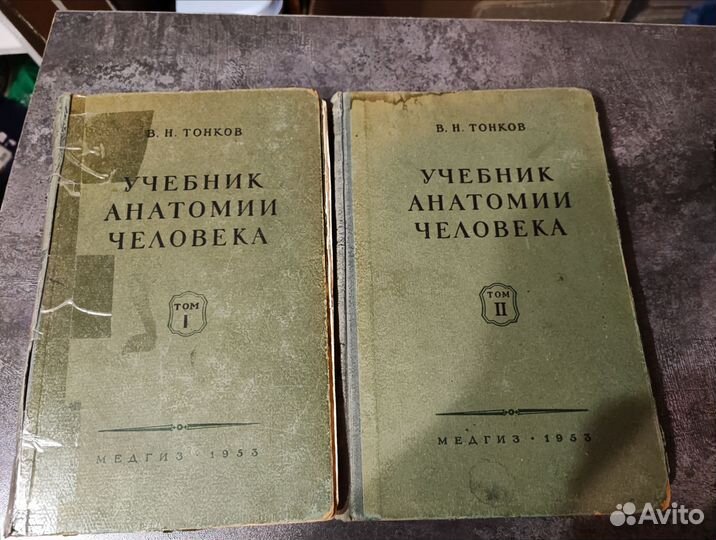 В. Н. ТОНКОВ
УЧЕБНИК
АНАТОМИИ
ЧЕЛОВЕКА
ТОМ
I
МЕДГИЗ · 1953
В. Н. ТОНКОВ
УЧЕБНИК
АНАТОМИИ
ЧЕЛОВЕКА
ТОМ
II
МЕДГИЗ · 1953
Avito